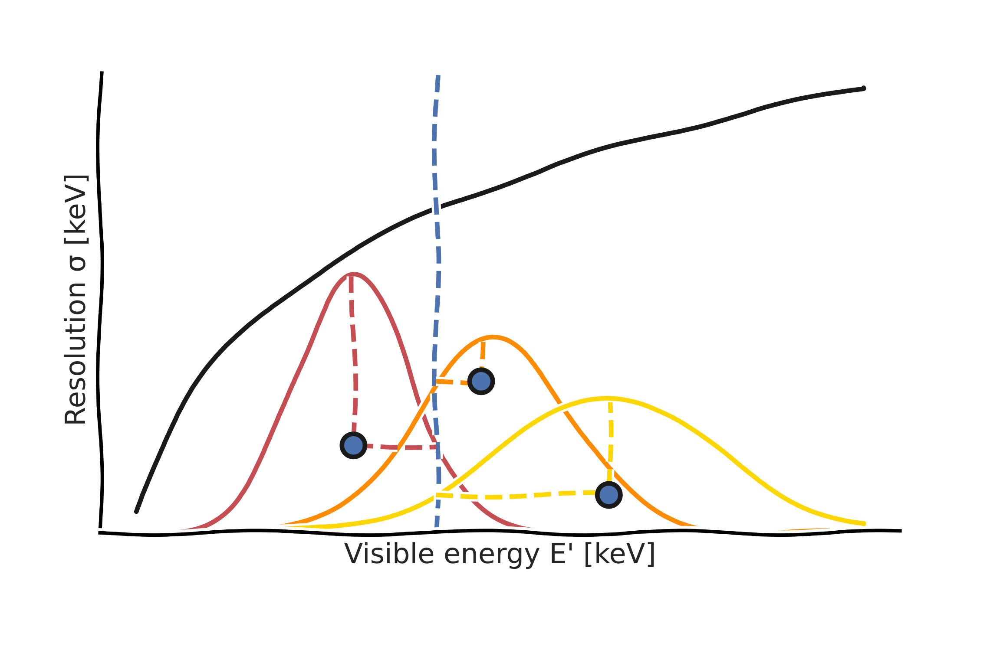 Resolution σ [keV]
Visible energy E' [keV]